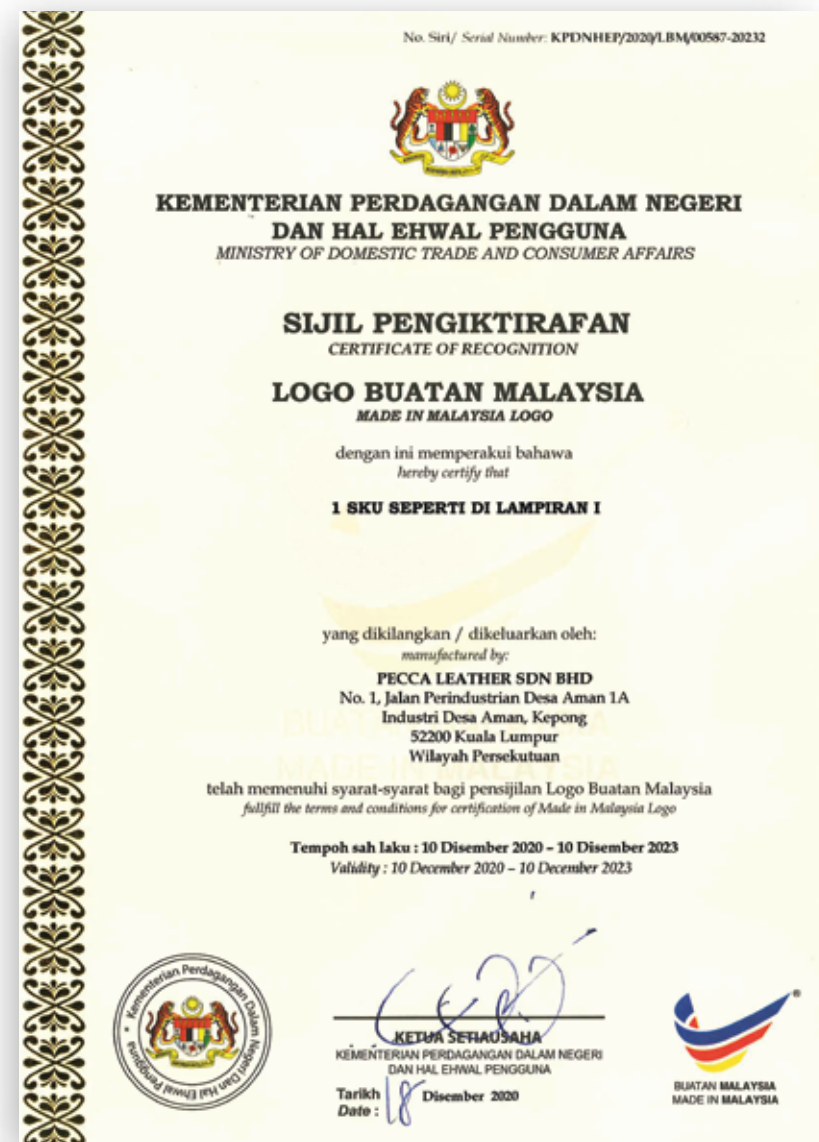 No. Siri/ Serial Number: KPDNHEP/2020/LBM/00587-20232
KEMENTERIAN PERDAGANGAN DALAM NEGERI
DAN HAL EHWAL PENGGUNA
MINISTRY OF DOMESTIC TRADE AND CONSUMER AFFAIRS
SIJIL PENGIKTIRAFAN
CERTIFICATE OF RECOGNITION
LOGO BUATAN MALAYSIA
MADE IN MALAYSIA LOGO
dengan ini memperakui bahawa
hereby certify that
1 SKU SEPERTI DI LAMPIRAN I
yang dikilangkan / dikeluarkan oleh:
manufactured by:
PECCA LEATHER SDN BHD
No. 1, Jalan Perindustrian Desa Aman 1A
Industri Desa Aman, Kepong
52200 Kuala Lumpur
Wilayah Persekutuan
BUATAN MALAYSIA
MADE IN MALAYSIA
telah memenuhi syarat-syarat bagi pensijilan Logo Buatan Malaysia
fullfill the terms and conditions for certification of Made in Malaysia Logo
Tempoh sah laku : 10 Disember 2020 – 10 Disember 2023
Validity : 10 December 2020 – 10 December 2023
Kementerian Perdagangan Dalam Negeri Dan Hal Ehwal Pengguna
KETUA SETIAUSAHA
KEMENTERIAN PERDAGANGAN DALAM NEGERI
DAN HAL EHWAL PENGGUNA
Tarikh 18 Disember 2020
Date :
BUATAN MALAYSIA
MADE IN MALAYSIA